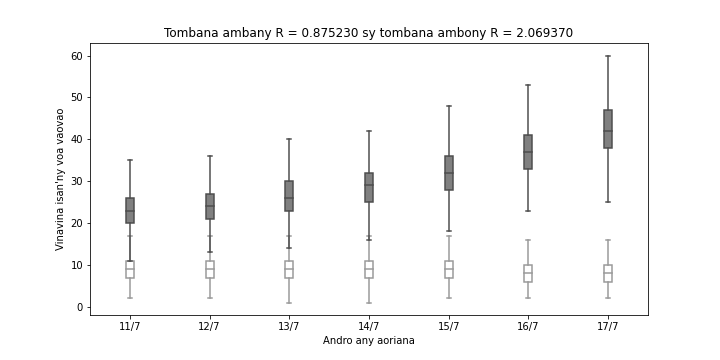 Tombana ambany R = 0.875230 sy tombana ambony R = 2.069370
60
50
40
30
20
10
0
Vinavina isan'ny voa vaovao
11/7 12/7 13/7 14/7 15/7 16/7 17/7
Andro any aoriana